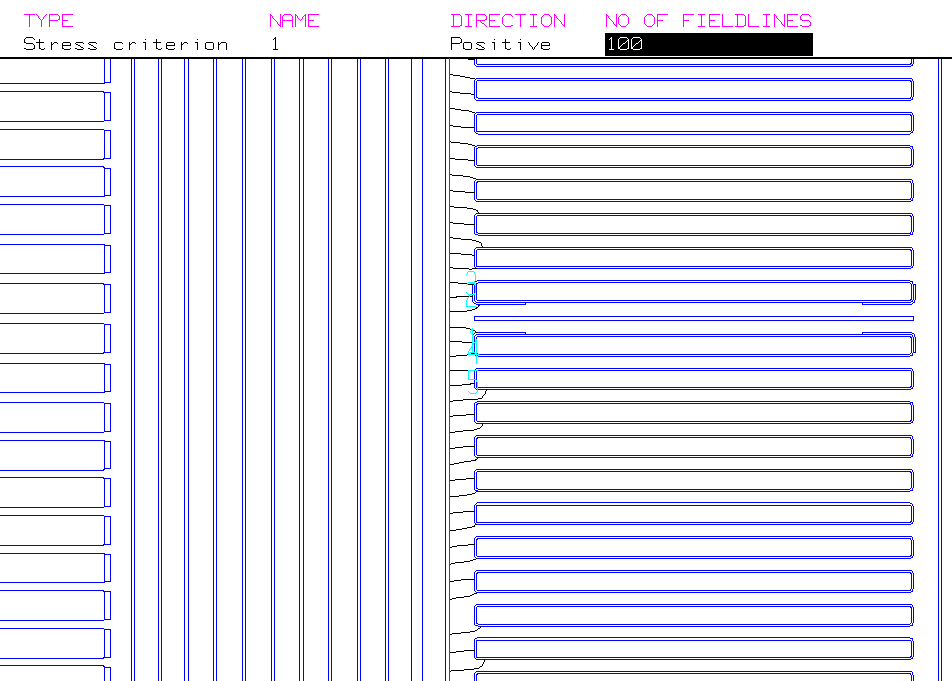 TYPE NAME DIRECTION NO OF FIELDLINES
Stress criterion 1 Positive 100